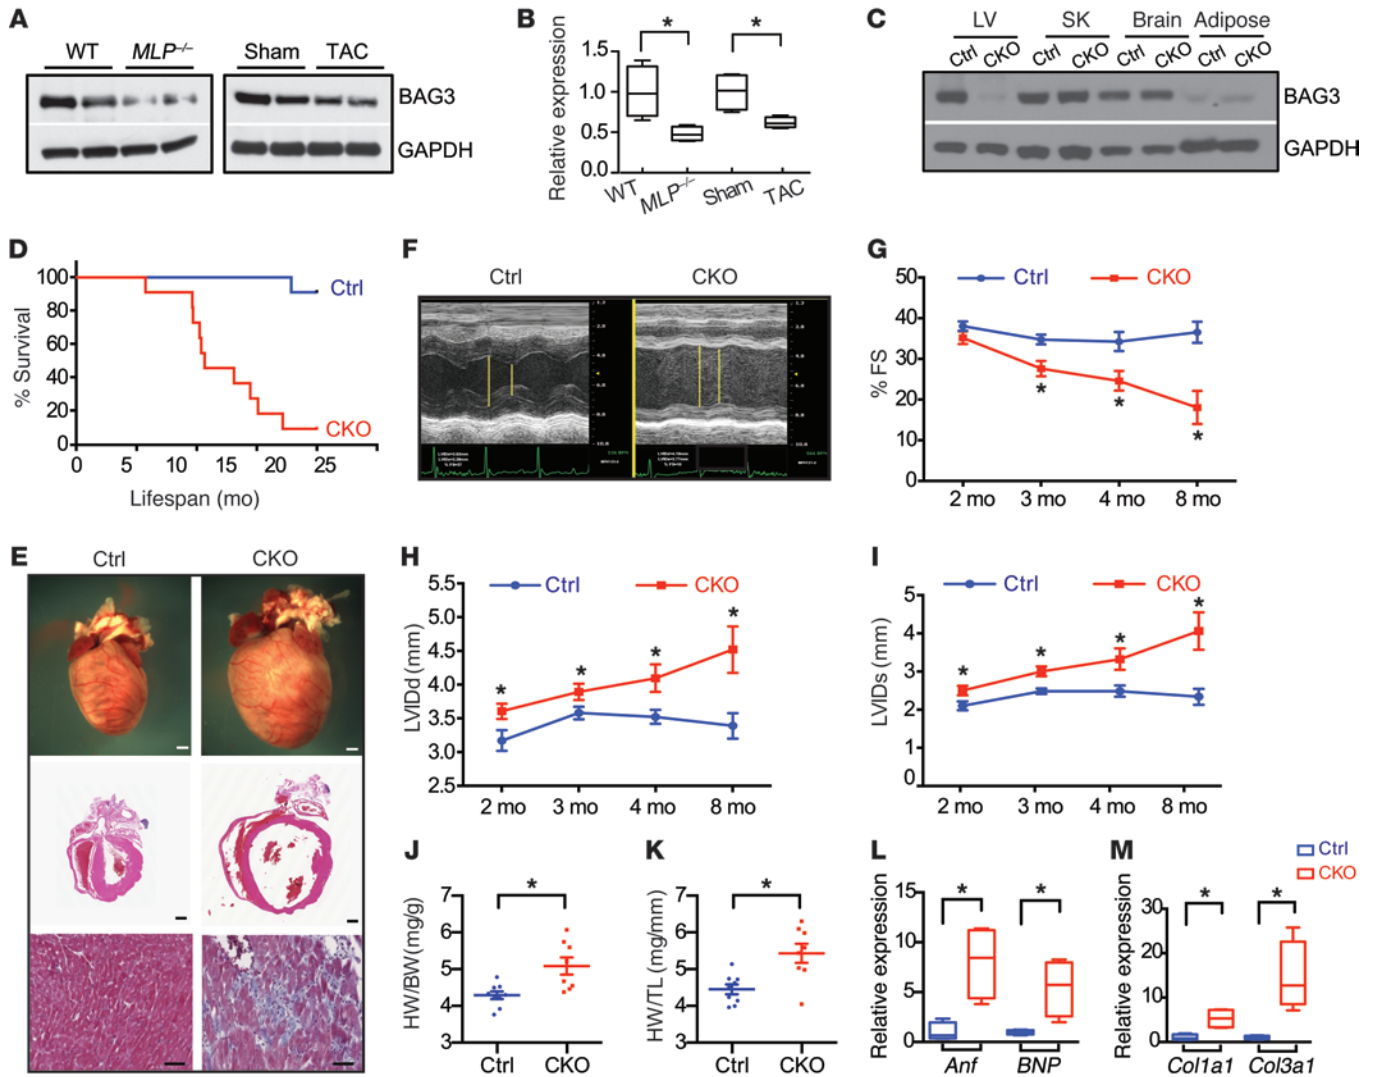 A
WT MLP–/– Sham TAC
BAG3
GAPDH
B
* *
Relative expression
1.5
1.0
0.5
0.0
WT MLP–/– Sham TAC
C
LV SK Brain Adipose
Ctrl CKO Ctrl CKO Ctrl CKO Ctrl CKO
BAG3
GAPDH
D
% Survival
100
80
60
40
20
0
Ctrl
CKO
0 5 10 15 20 25
Lifespan (mo)
F
Ctrl CKO
G
Ctrl CKO
% FS
50
40
30
20
10
0
* * *
2 mo 3 mo 4 mo 8 mo
E
Ctrl CKO
H
Ctrl CKO
LVIDd (mm)
5.5
5.0
4.5
4.0
3.5
3.0
2.5
* * * *
2 mo 3 mo 4 mo 8 mo
I
Ctrl CKO
LVIDs (mm)
5
4
3
2
1
0
* * * *
2 mo 3 mo 4 mo 8 mo
J
*
HW/BW(mg/g)
7
6
5
4
3
Ctrl CKO
K
*
HW/TL (mg/mm)
7
6
5
4
3
Ctrl CKO
L
* *
Relative expression
15
10
5
0
Anf BNP
M
Ctrl
CKO
* *
Relative expression
30
20
10
0
Col1a1 Col3a1